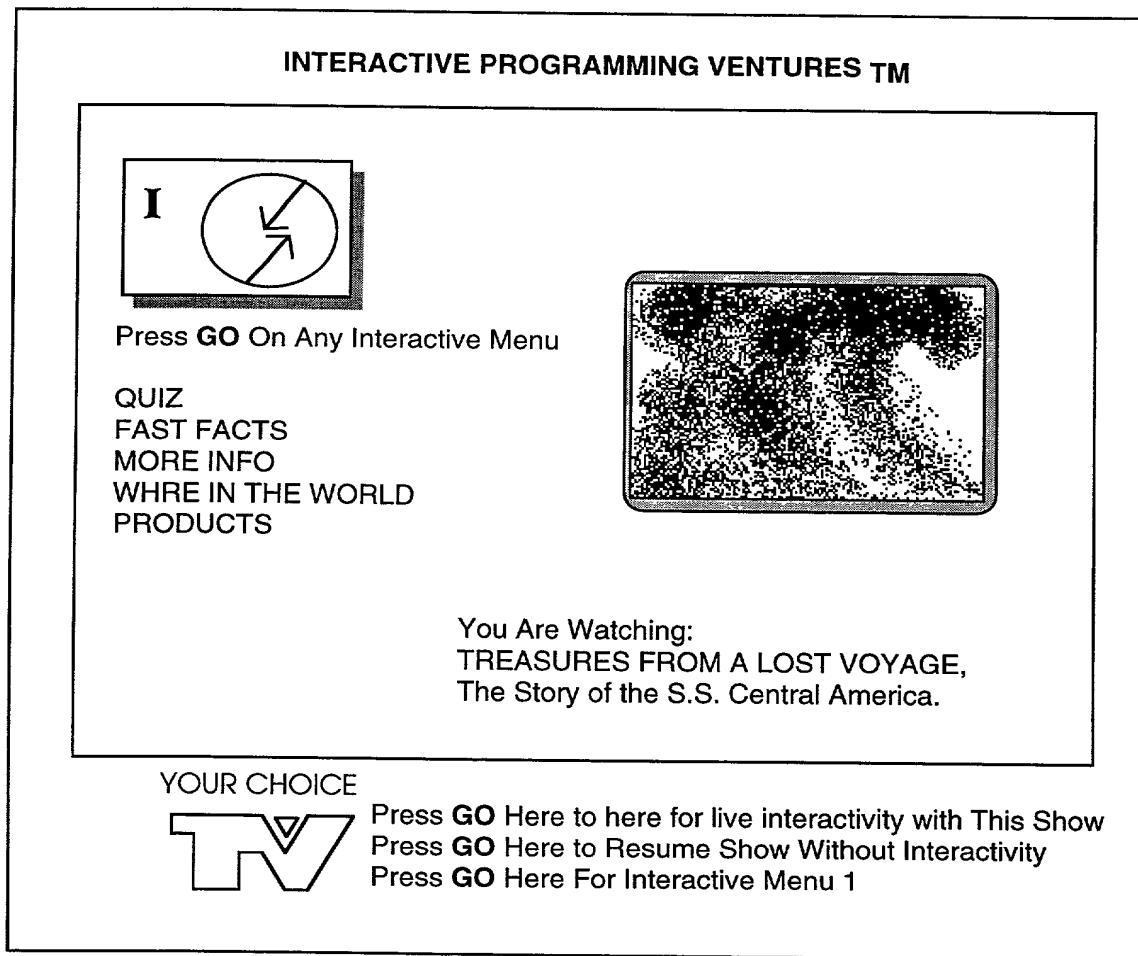 INTERACTIVE PROGRAMMING VENTURES TM
I
Press GO On Any Interactive Menu
QUIZ
FAST FACTS
MORE INFO
WHRE IN THE WORLD
PRODUCTS
You Are Watching:
TREASURES FROM A LOST VOYAGE,
The Story of the S.S. Central America.
YOUR CHOICE
TV
Press GO Here to here for live interactivity with This Show
Press GO Here to Resume Show Without Interactivity
Press GO Here For Interactive Menu 1